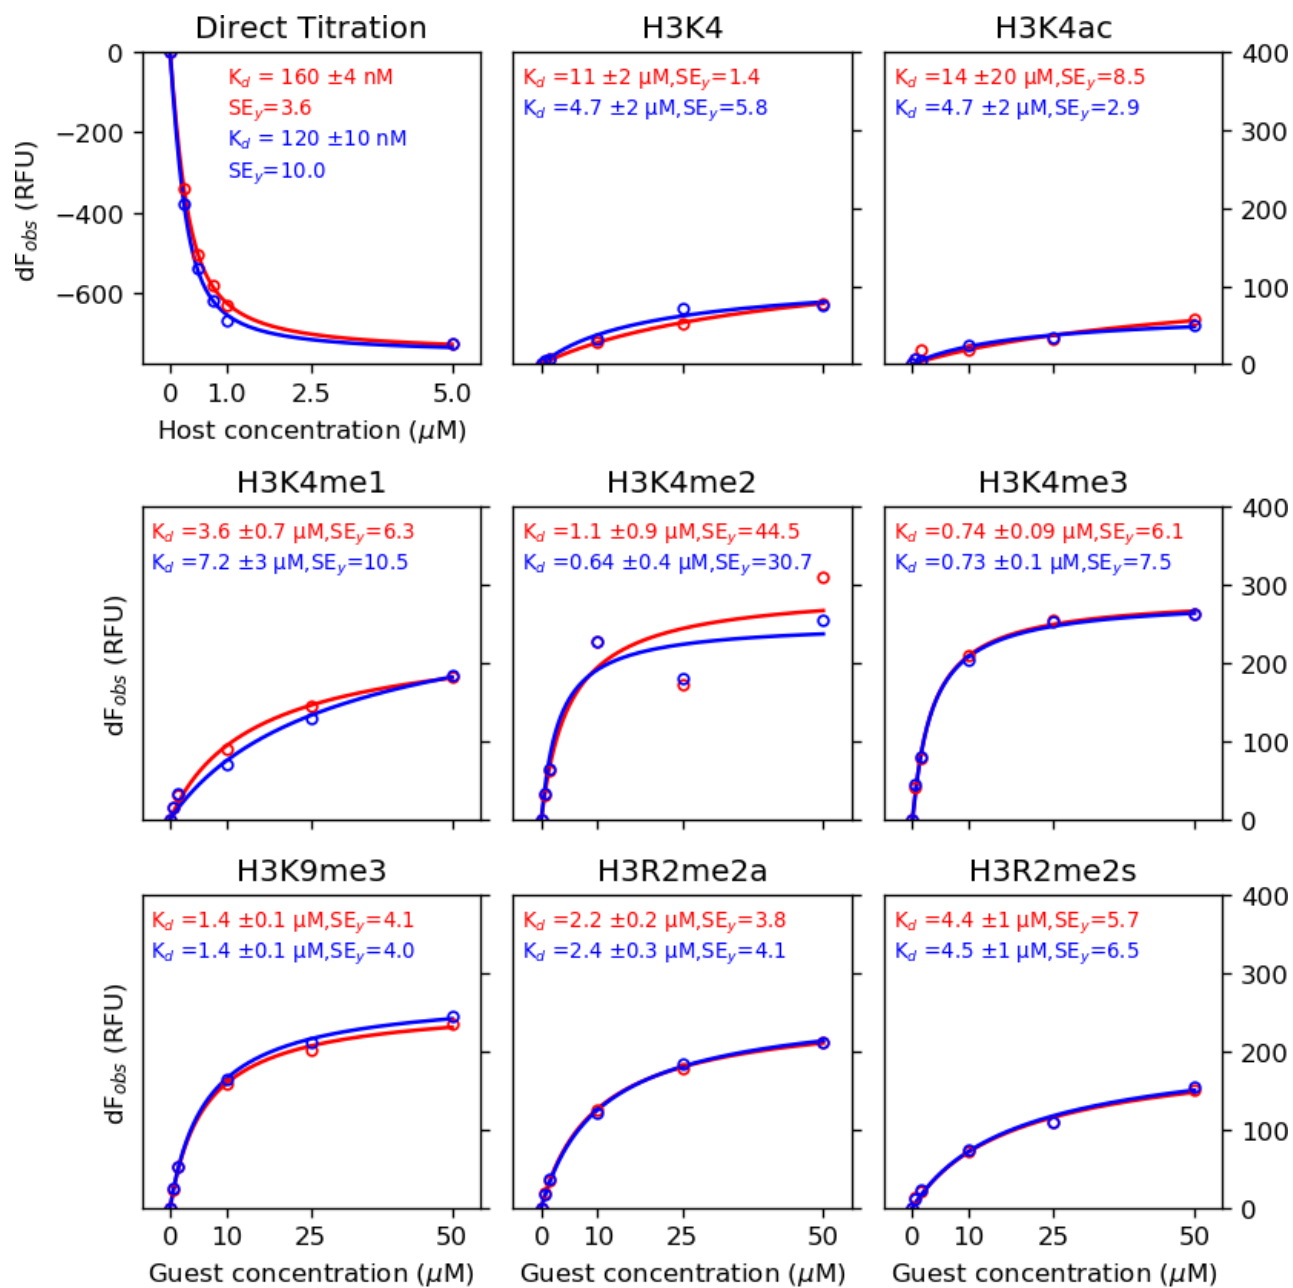 Direct Titration
H3K4
H3K4ac
dF_obs (RFU)
0
−200
−400
−600
K_d = 160 ±4 nM
SE_y=3.6
K_d = 120 ±10 nM
SE_y=10.0
K_d =11 ±2 μM,SE_y=1.4
K_d =4.7 ±2 μM,SE_y=5.8
K_d =14 ±20 μM,SE_y=8.5
K_d =4.7 ±2 μM,SE_y=2.9
400
300
200
100
0
0 1.0 2.5 5.0
Host concentration (μM)
H3K4me1
H3K4me2
H3K4me3
dF_obs (RFU)
K_d =3.6 ±0.7 μM,SE_y=6.3
K_d =7.2 ±3 μM,SE_y=10.5
K_d =1.1 ±0.9 μM,SE_y=44.5
K_d =0.64 ±0.4 μM,SE_y=30.7
K_d =0.74 ±0.09 μM,SE_y=6.1
K_d =0.73 ±0.1 μM,SE_y=7.5
400
300
200
100
0
H3K9me3
H3R2me2a
H3R2me2s
dF_obs (RFU)
K_d =1.4 ±0.1 μM,SE_y=4.1
K_d =1.4 ±0.1 μM,SE_y=4.0
K_d =2.2 ±0.2 μM,SE_y=3.8
K_d =2.4 ±0.3 μM,SE_y=4.1
K_d =4.4 ±1 μM,SE_y=5.7
K_d =4.5 ±1 μM,SE_y=6.5
400
300
200
100
0
0 10 25 50
0 10 25 50
0 10 25 50
Guest concentration (μM)
Guest concentration (μM)
Guest concentration (μM)